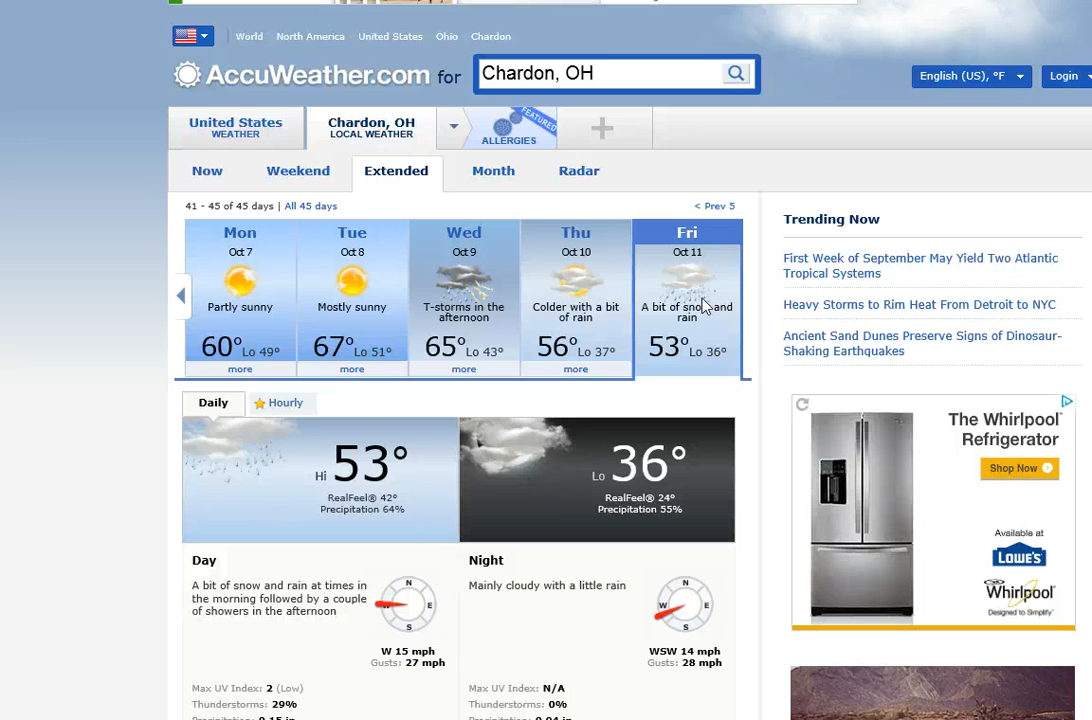 World North America United States Ohio Chardon
AccuWeather.com for Chardon, OH
English (US), °F Login
United States
WEATHER
Chardon, OH
LOCAL WEATHER
FEATURED
ALLERGIES
Now Weekend Extended Month Radar
41 - 45 of 45 days | All 45 days < Prev 5
Mon
Oct 7
Partly sunny
60° Lo 49°
more
Tue
Oct 8
Mostly sunny
67° Lo 51°
more
Wed
Oct 9
T-storms in the
afternoon
65° Lo 43°
more
Thu
Oct 10
Colder with a bit
of rain
56° Lo 37°
more
Fri
Oct 11
A bit of snow and
rain
53° Lo 36°
Daily Hourly
Hi 53°
RealFeel® 42°
Precipitation 64%
Lo 36°
RealFeel® 24°
Precipitation 55%
Day
A bit of snow and rain at times in
the morning followed by a couple
of showers in the afternoon
N
W E
S
W 15 mph
Gusts: 27 mph
Max UV Index: 2 (Low)
Thunderstorms: 29%
Precipitation: 0.15 in
Night
Mainly cloudy with a little rain
N
W E
S
WSW 14 mph
Gusts: 28 mph
Max UV Index: N/A
Thunderstorms: 0%
Precipitation: 0.04 in
Trending Now
First Week of September May Yield Two Atlantic
Tropical Systems
Heavy Storms to Rim Heat From Detroit to NYC
Ancient Sand Dunes Preserve Signs of Dinosaur-
Shaking Earthquakes
The Whirlpool
Refrigerator
Shop Now
Available at
LOWE'S
Whirlpool
Designed to Simplify™